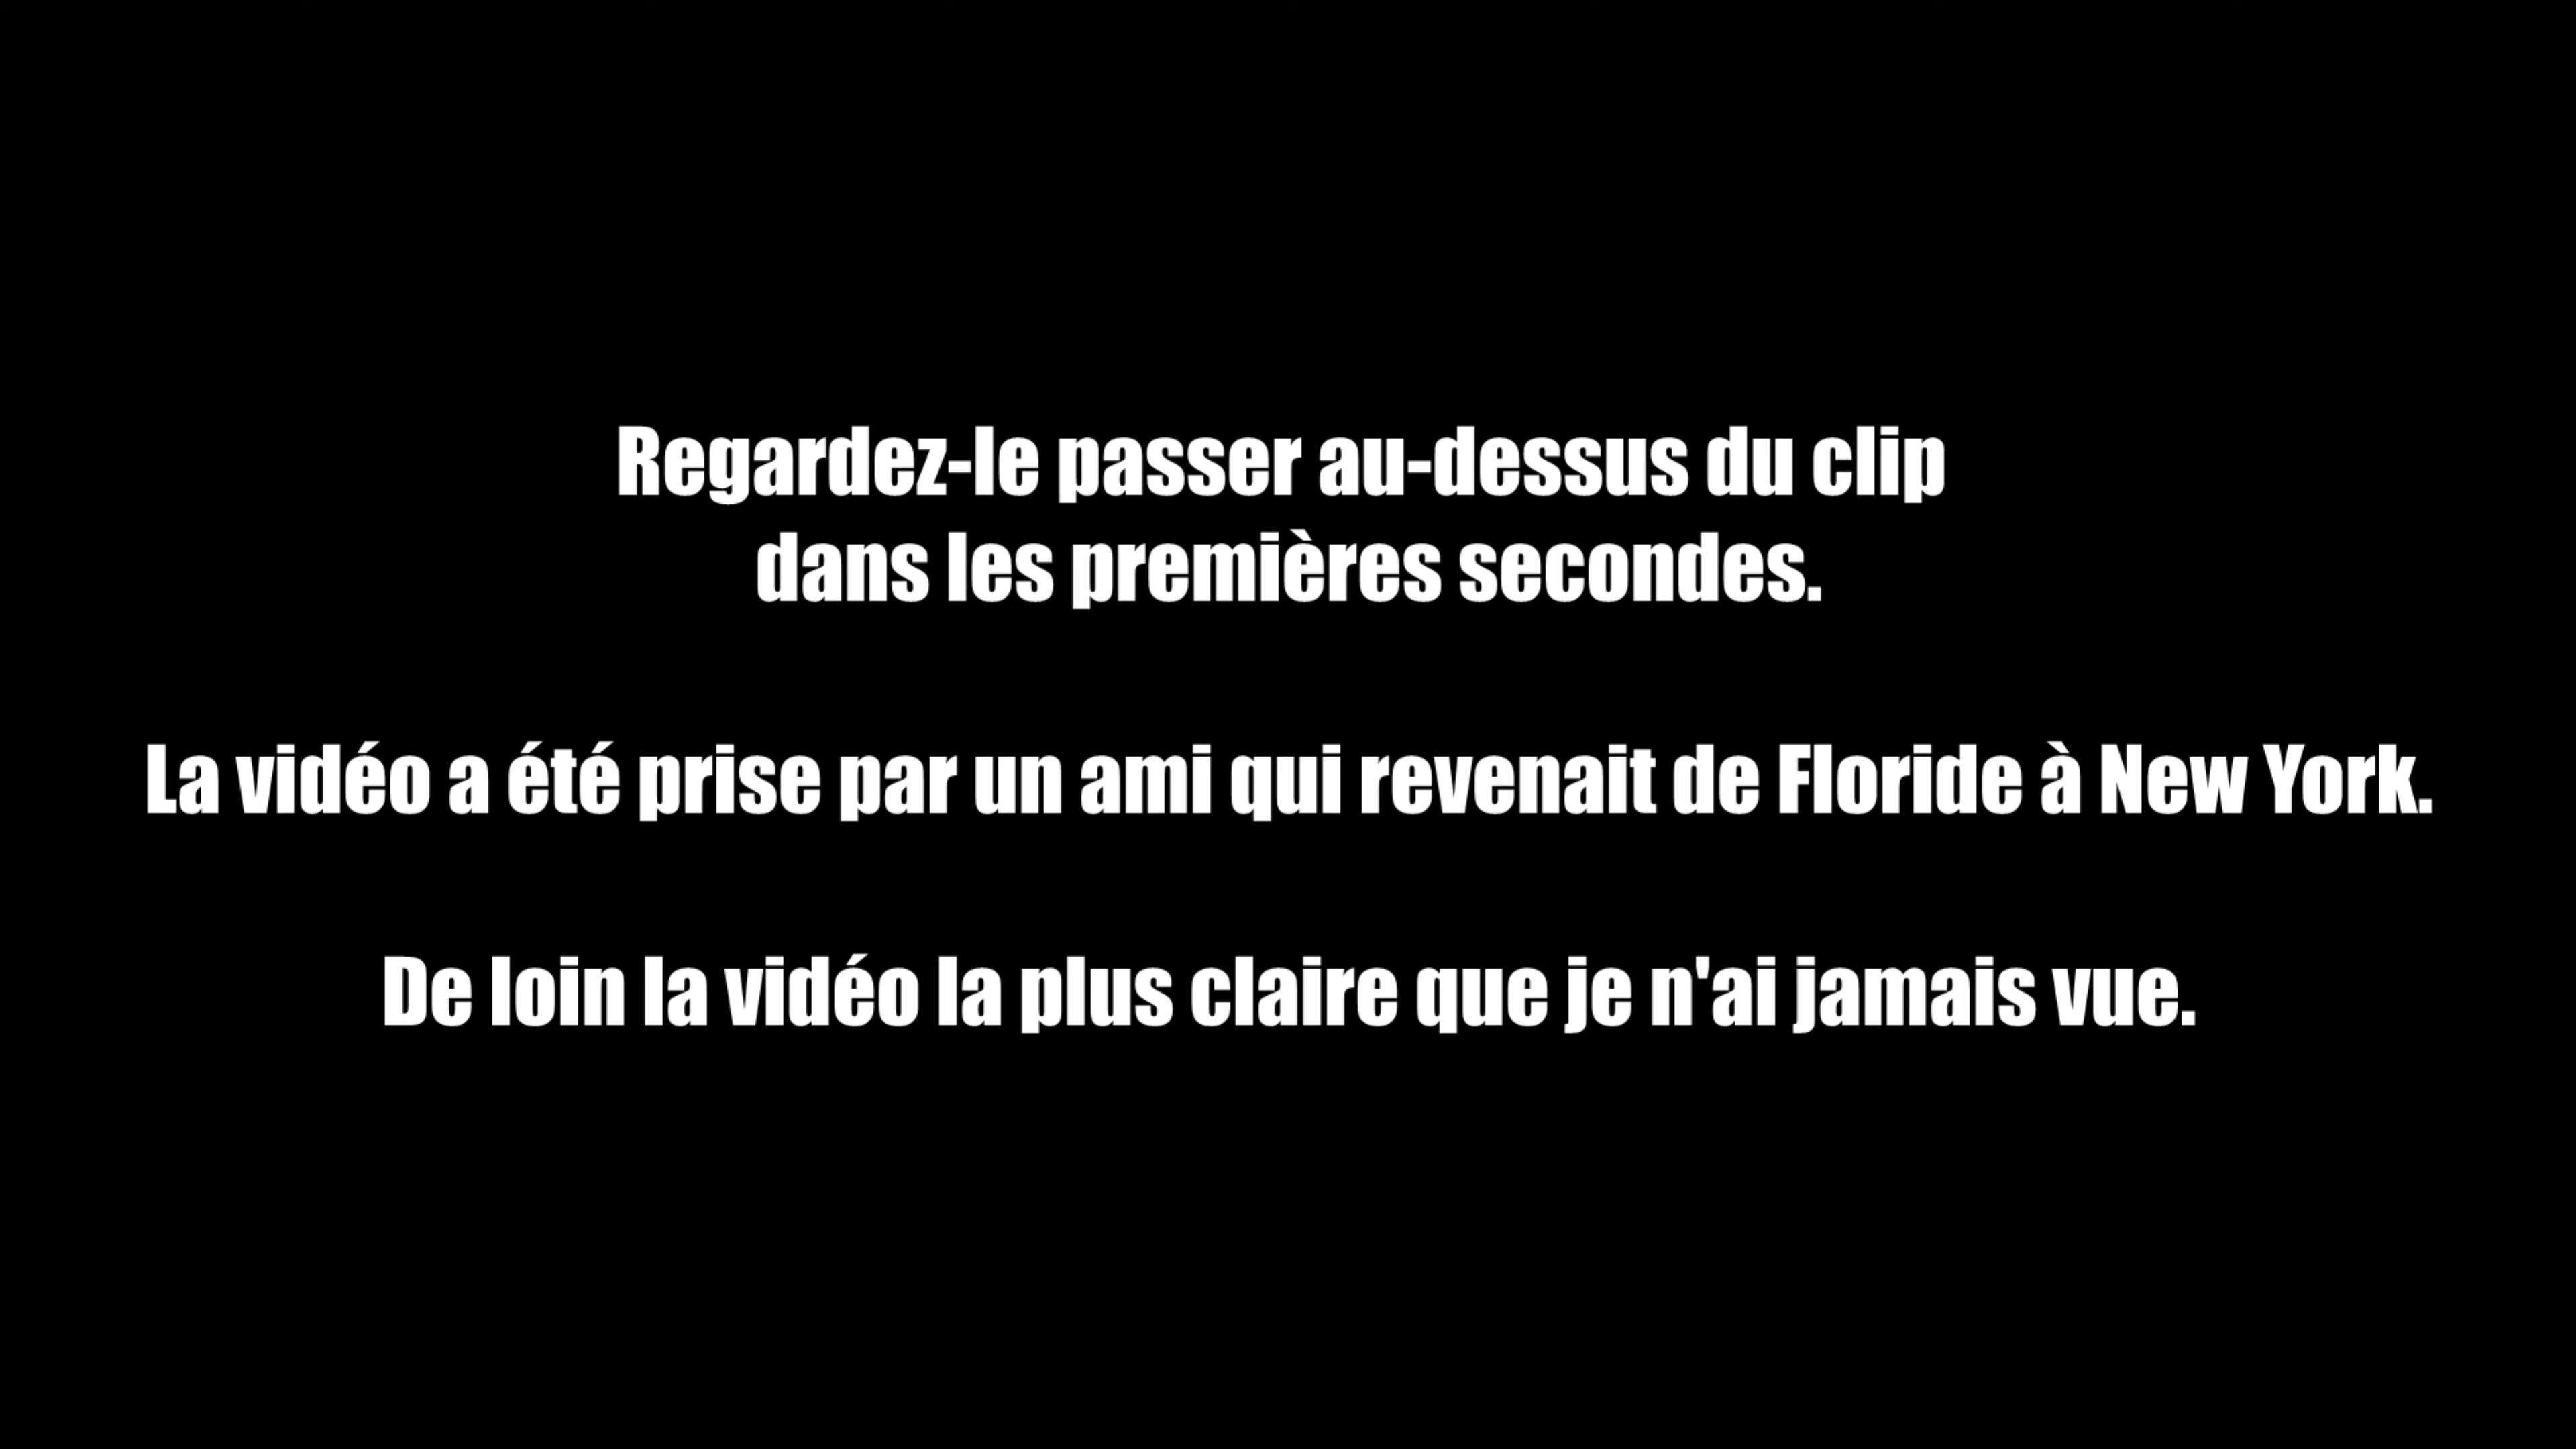 Regardez-le passer au-dessus du clip
dans les premières secondes.
La vidéo a été prise par un ami qui revenait de Floride à New York.
De loin la vidéo la plus claire que je n'ai jamais vue.